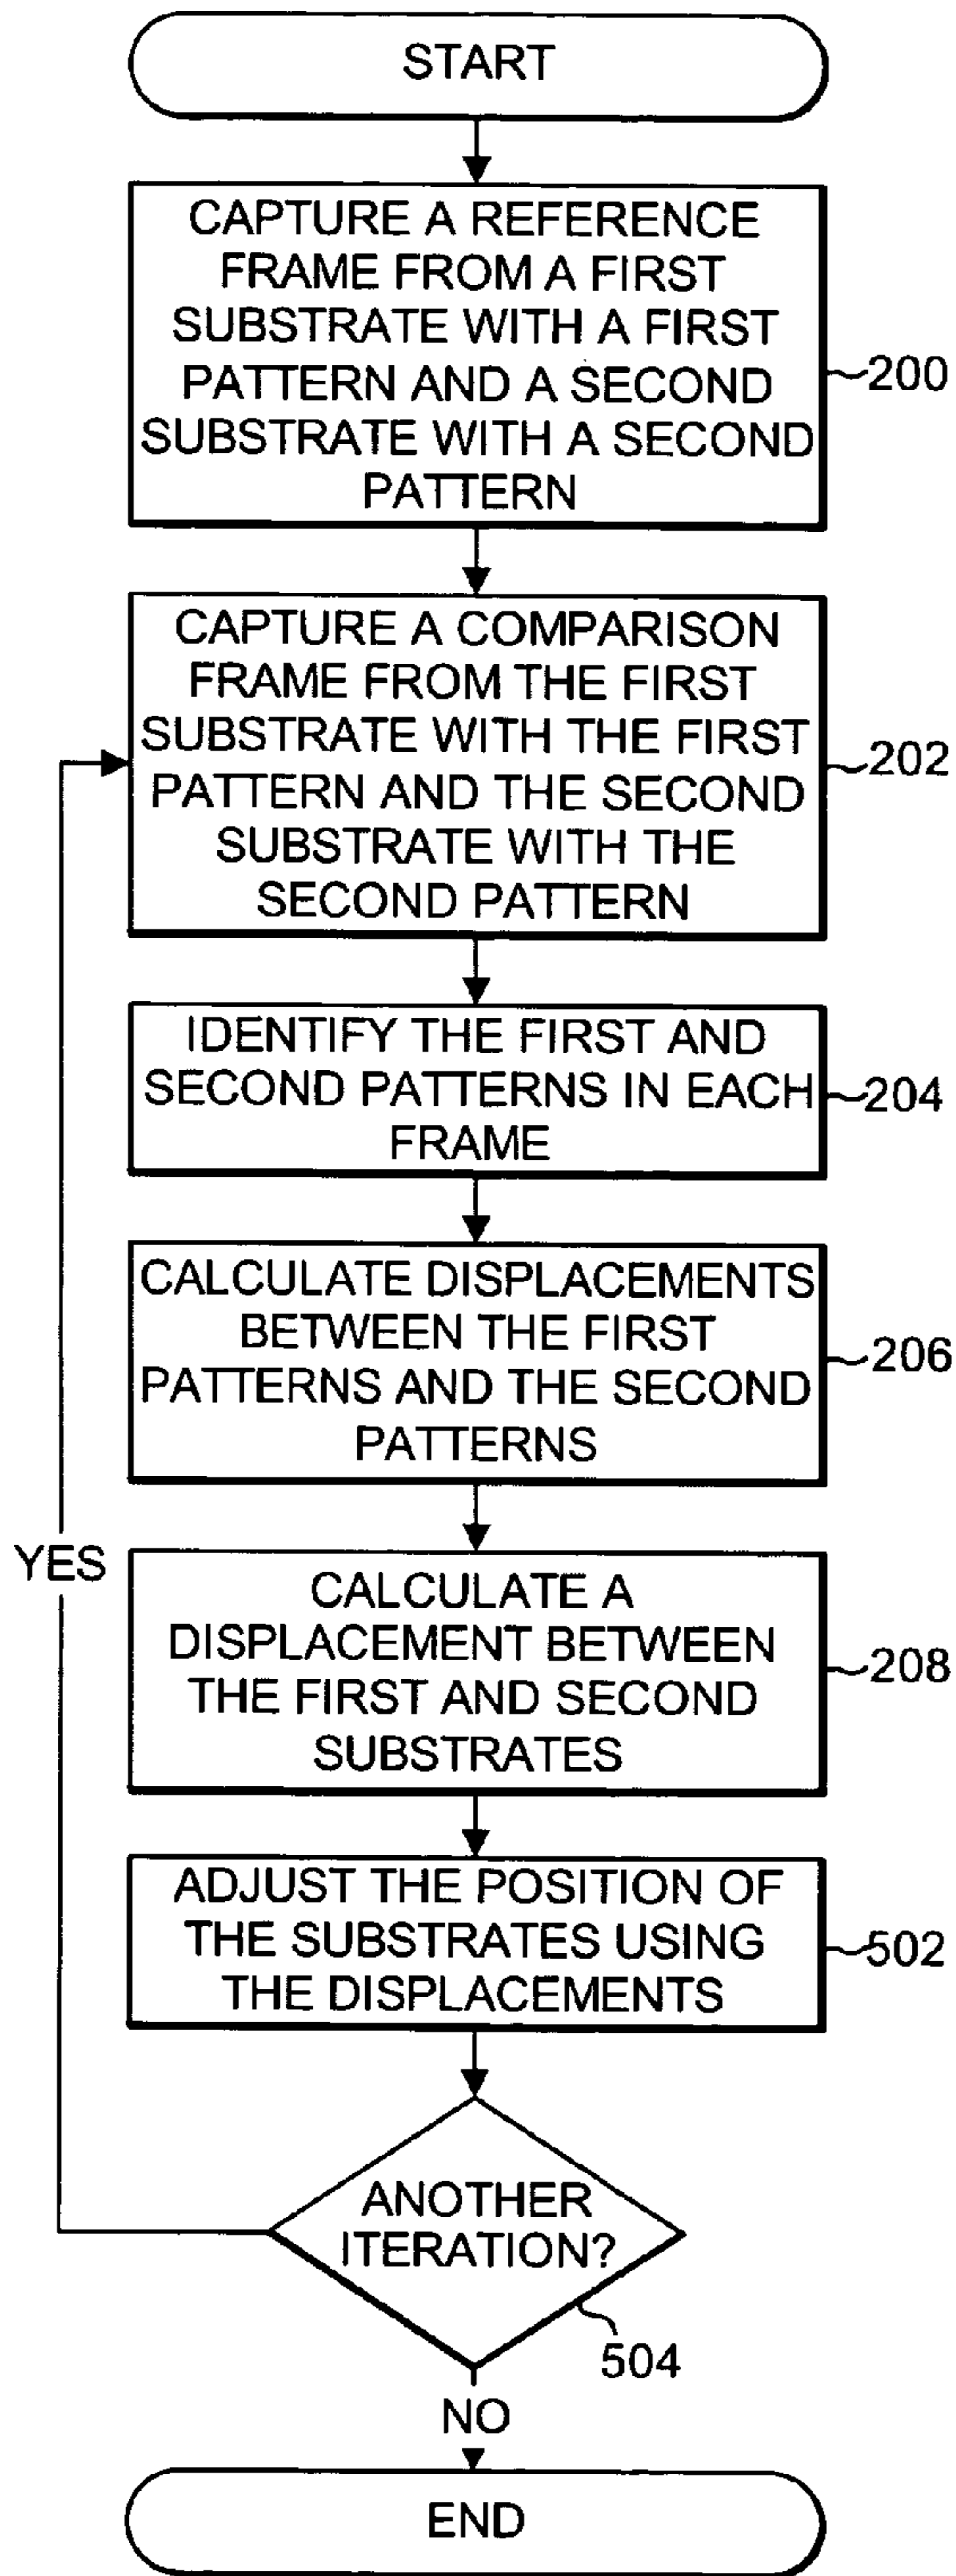 START
CAPTURE A REFERENCE
FRAME FROM A FIRST
SUBSTRATE WITH A FIRST
PATTERN AND A SECOND
SUBSTRATE WITH A SECOND
PATTERN
200
CAPTURE A COMPARISON
FRAME FROM THE FIRST
SUBSTRATE WITH THE FIRST
PATTERN AND THE SECOND
SUBSTRATE WITH THE
SECOND PATTERN
202
IDENTIFY THE FIRST AND
SECOND PATTERNS IN EACH
FRAME
204
CALCULATE DISPLACEMENTS
BETWEEN THE FIRST
PATTERNS AND THE SECOND
PATTERNS
206
YES
CALCULATE A
DISPLACEMENT BETWEEN
THE FIRST AND SECOND
SUBSTRATES
208
ADJUST THE POSITION OF
THE SUBSTRATES USING
THE DISPLACEMENTS
502
ANOTHER
ITERATION?
504
NO
END